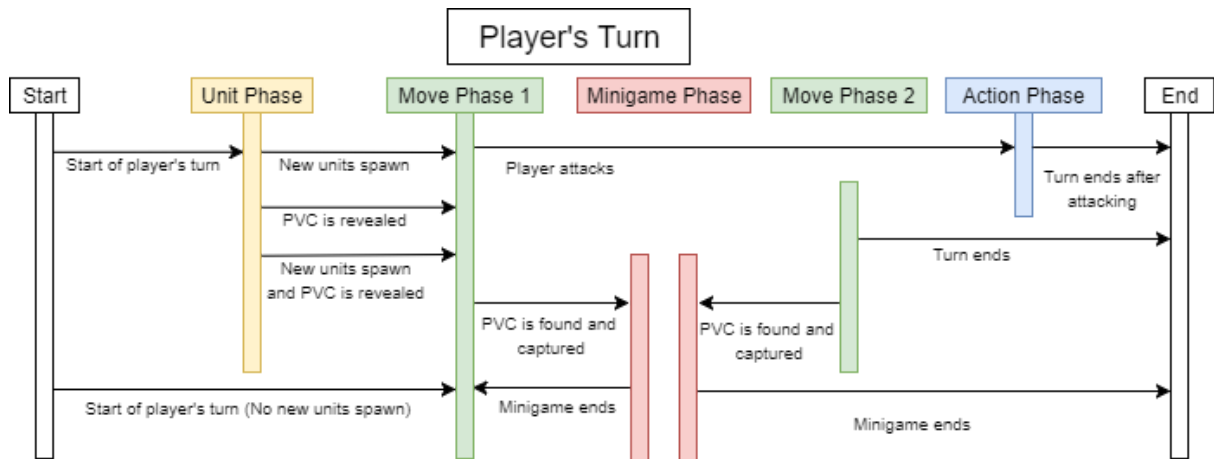 Player's Turn
Start
Unit Phase
Move Phase 1
Minigame Phase
Move Phase 2
Action Phase
End
Start of player's turn
New units spawn
Player attacks
Turn ends after
attacking
PVC is revealed
Turn ends
New units spawn
and PVC is revealed
PVC is found and
captured
PVC is found and
captured
Start of player's turn (No new units spawn)
Minigame ends
Minigame ends